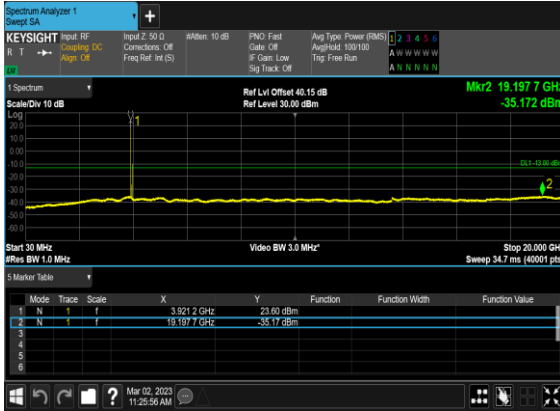 Spectrum Analyzer 1
Swept SA
+
KEYSIGHT Input: RF Input Z: 50 Ω #Atten: 10 dB PNO: Fast Avg Type: Power (RMS) 1 2 3 4 5 6
R T Coupling: DC Corrections: Off Gate: Off Avg|Hold: 100/100 A W W W W W
Align: Off Freq Ref: Int (S) IF Gain: Low Trig: Free Run
Sig Track: Off A N N N N N
1 Spectrum Ref Lvl Offset 40.15 dB Mkr2 19.197 7 GHz
Scale/Div 10 dB Ref Level 30.00 dBm -35.172 dBm
Log
20.0
10.0
0.00
-10.0
-20.0
-30.0
-40.0
-50.0
-60.0
1
DL1 -13.00 dBm
2
Start 30 MHz Video BW 3.0 MHz* Stop 20.000 GH
#Res BW 1.0 MHz Sweep 34.7 ms (40001 pts
5 Marker Table
Mode Trace Scale X Y Function Function Width Function Value
1 N 1 f 3.921 2 GHz 23.60 dBm
2 N 1 f 19.197 7 GHz -35.17 dBm
3
4
5
6
? Mar 02, 2023
11:25:56 AM